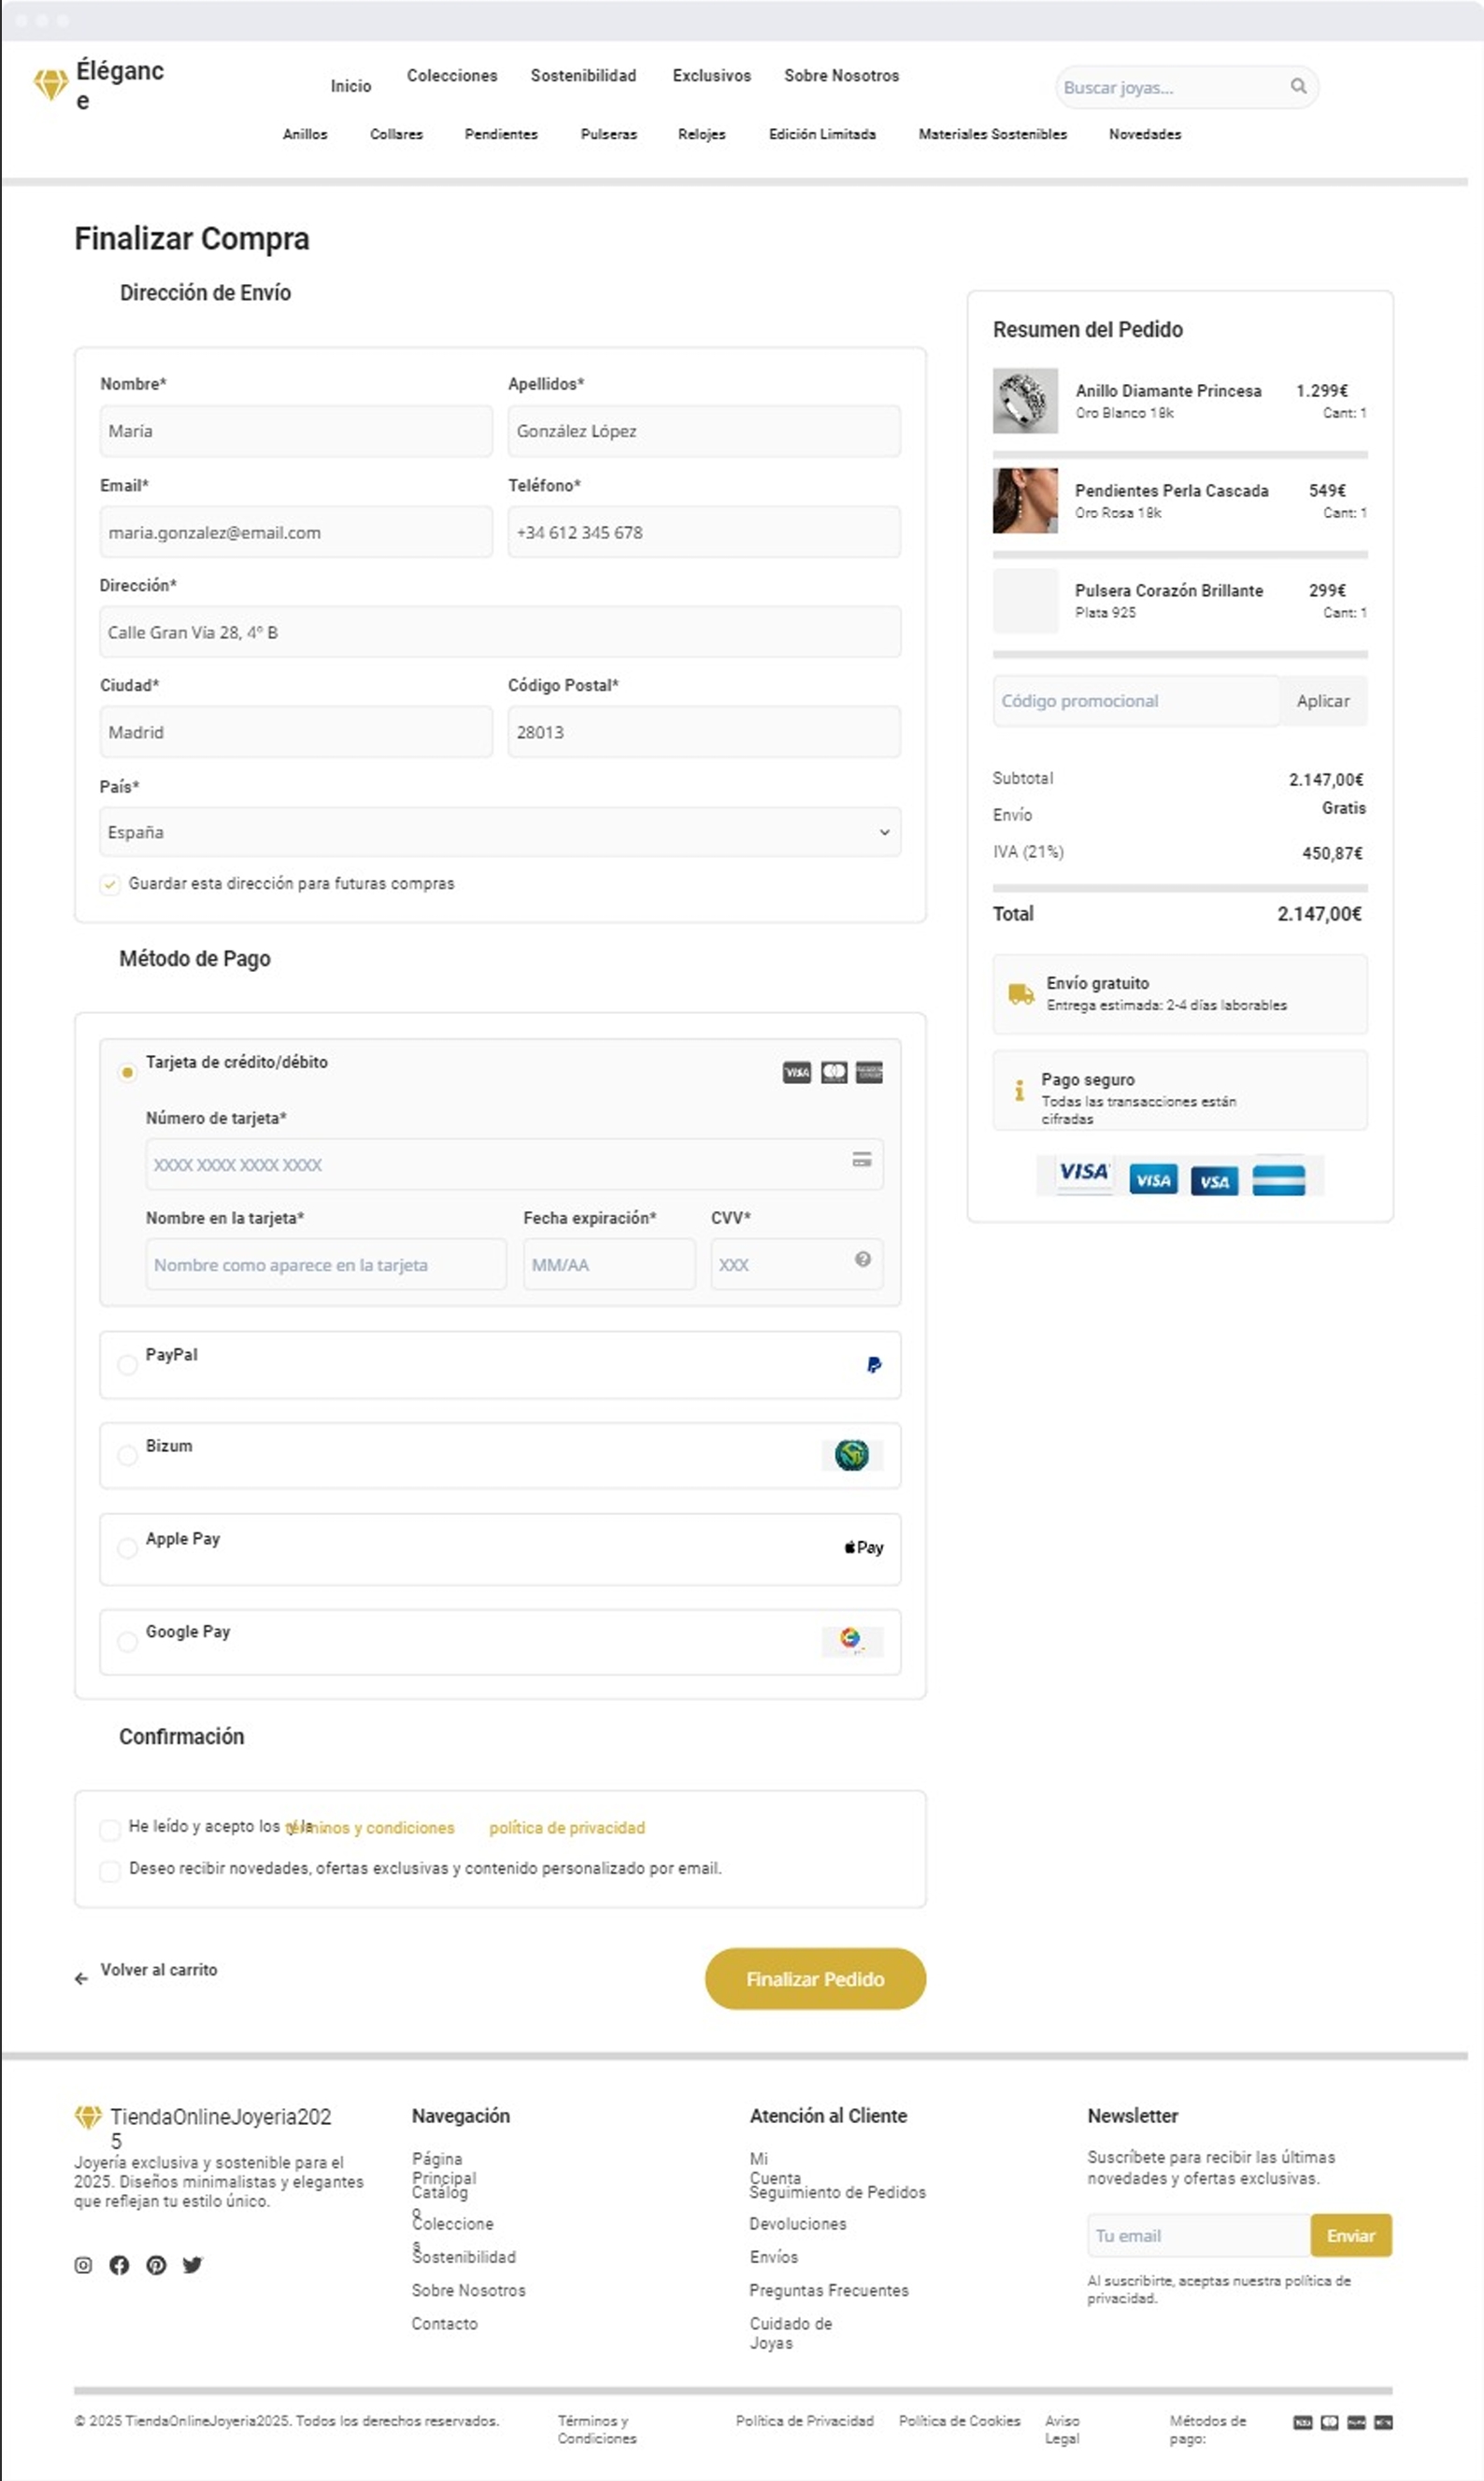 Éléganc
e
Inicio
Colecciones
Sostenibilidad
Exclusivos
Sobre Nosotros
Buscar joyas...
Anillos
Collares
Pendientes
Pulseras
Relojes
Edición Limitada
Materiales Sostenibles
Novedades
Finalizar Compra
Dirección de Envío
Nombre*
Apellidos*
María
González López
Email*
Teléfono*
maria.gonzalez@email.com
+34 612 345 678
Dirección*
Calle Gran Vía 28, 4º B
Ciudad*
Código Postal*
Madrid
28013
País*
España
Guardar esta dirección para futuras compras
Método de Pago
Tarjeta de crédito/débito
VISA
Número de tarjeta*
XXXX XXXX XXXX XXXX
Nombre en la tarjeta*
Fecha expiración*
CVV*
Nombre como aparece en la tarjeta
MM/AA
XXX
PayPal
Bizum
Apple Pay
Pay
Google Pay
Confirmación
He leído y acepto los
y la
términos y condiciones
política de privacidad
Deseo recibir novedades, ofertas exclusivas y contenido personalizado por email.
Volver al carrito
Finalizar Pedido
Resumen del Pedido
Anillo Diamante Princesa
1.299€
Oro Blanco 18k
Cant: 1
Pendientes Perla Cascada
549€
Oro Rosa 18k
Cant: 1
Pulsera Corazón Brillante
299€
Plata 925
Cant: 1
Código promocional
Aplicar
Subtotal
2.147,00€
Envío
Gratis
IVA (21%)
450,87€
Total
2.147,00€
Envío gratuito
Entrega estimada: 2-4 días laborables
Pago seguro
Todas las transacciones están
cifradas
VISA
VISA
VSA
TiendaOnlineJoyeria202
5
Joyería exclusiva y sostenible para el
2025. Diseños minimalistas y elegantes
que reflejan tu estilo único.
Navegación
Página
Principal
Catálog
o
Coleccione
s
Sostenibilidad
Sobre Nosotros
Contacto
Atención al Cliente
Mi
Cuenta
Seguimiento de Pedidos
Devoluciones
Envíos
Preguntas Frecuentes
Cuidado de
Joyas
Newsletter
Suscríbete para recibir las últimas
novedades y ofertas exclusivas.
Tu email
Enviar
Al suscribirte, aceptas nuestra política de
privacidad.
© 2025 TiendaOnlineJoyeria2025. Todos los derechos reservados.
Términos y
Condiciones
Política de Privacidad
Política de Cookies
Aviso
Legal
Métodos de
pago: